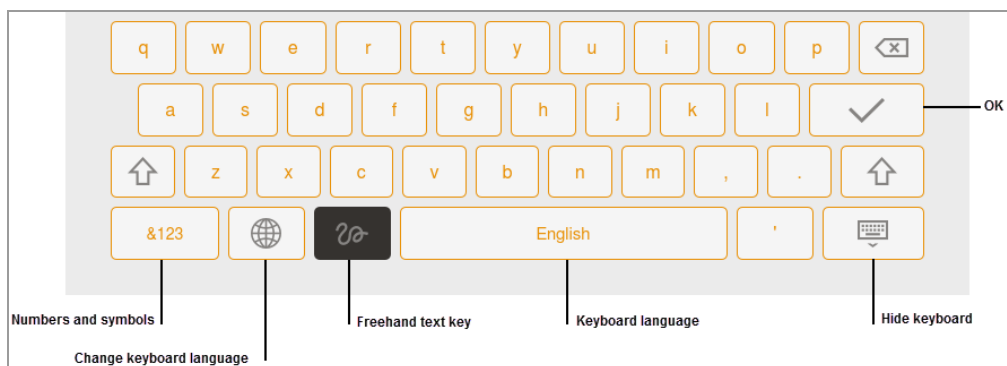 q w e r t y u i o p
a s d f g h j k l
OK
z x c v b n m , .
&123 English '
Numbers and symbols
Freehand text key
Keyboard language
Hide keyboard
Change keyboard language